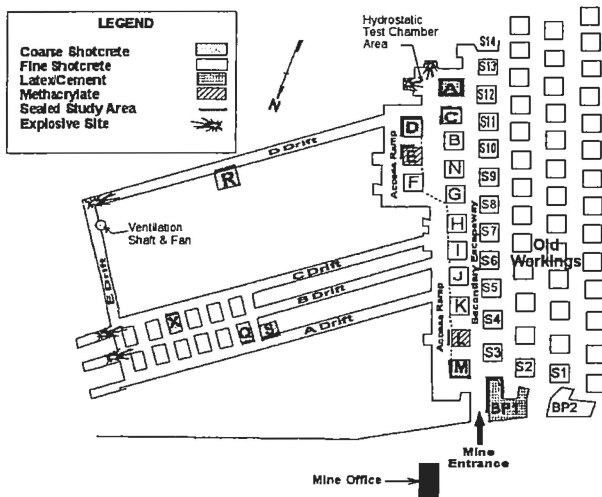 LEGEND
Coarse Shotcrete
Fine Shotcrete
Latex/Cement
Methacrylate
Sealed Study Area
Explosive Site
N
Hydrostatic
Test Chamber
Area
S14
S13
S12
S11
S10
S9
S8
S7
S6
S5
S4
S3
S2
S1
A
C
B
N
G
H
I
J
K
L
M
D
E
F
Access Ramp
Access Ramp
Secondary Escapeway
Old
Workings
D Drift
R
Ventilation
Shaft & Fan
E Drift
C Drift
B Drift
A Drift
X
Q
S
BP1
BP2
Mine
Entrance
Mine Office